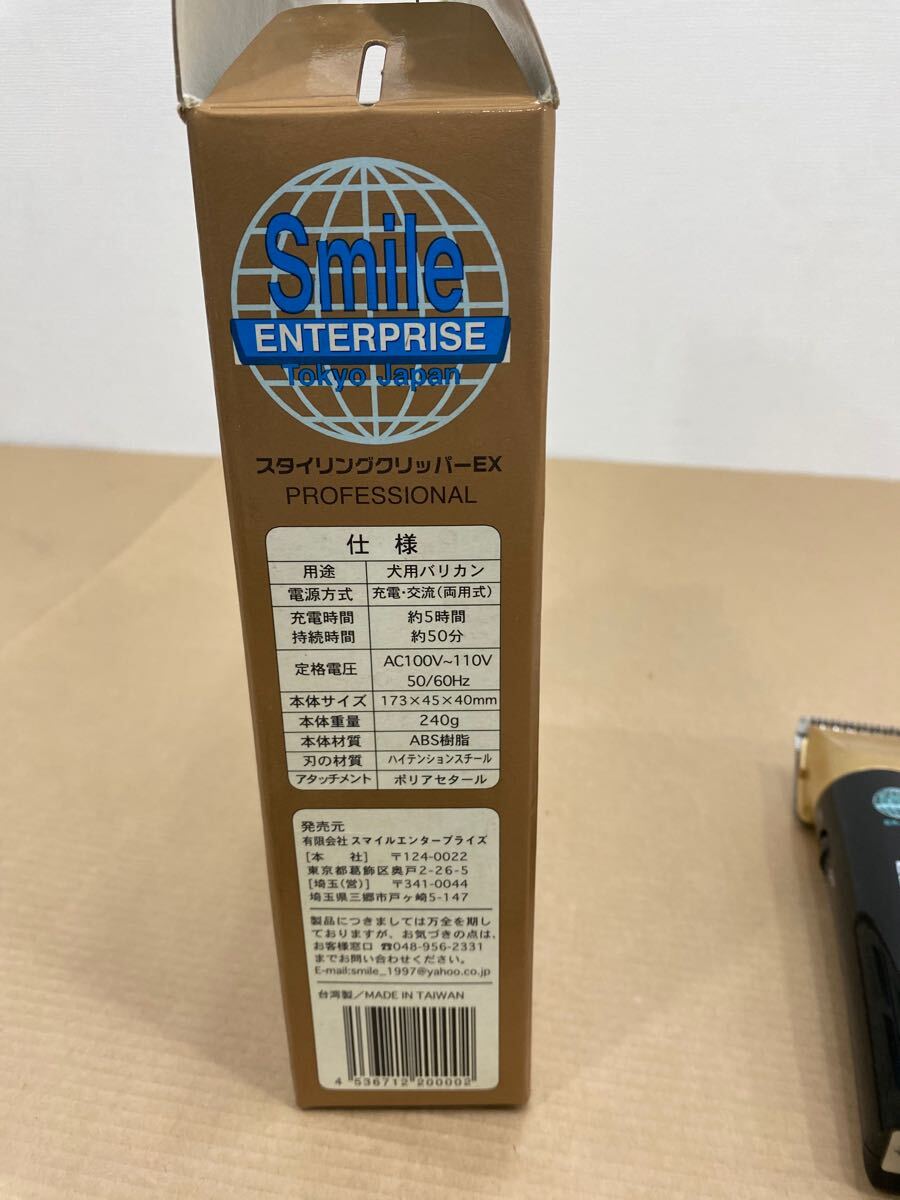 Smile
ENTERPRISE
Tokyo Japan
スタイリングクリッパーEX
PROFESSIONAL
仕 様
用途 犬用バリカン
電源方式 充電・交流(両用式)
充電時間 約5時間
持続時間 約50分
定格電圧 AC100V~110V
50/60Hz
本体サイズ 173×45×40mm
本体重量 240g
本体材質 ABS樹脂
刃の材質 ハイテンションスチール
アタッチメント ポリアセタール
発売元
有限会社 スマイルエンタープライズ
[本 社] 〒124-0022
東京都葛飾区奥戸2-26-5
[埼玉(営)] 〒341-0044
埼玉県三郷市戸ヶ崎5-147
製品につきましては万全を期し
ておりますが、お気づきの点は、
お客様窓口 ☎048-956-2331
までお問い合わせください。
E-mail:smile_1997@yahoo.co.jp
台湾製/MADE IN TAIWAN
4 536712 200002